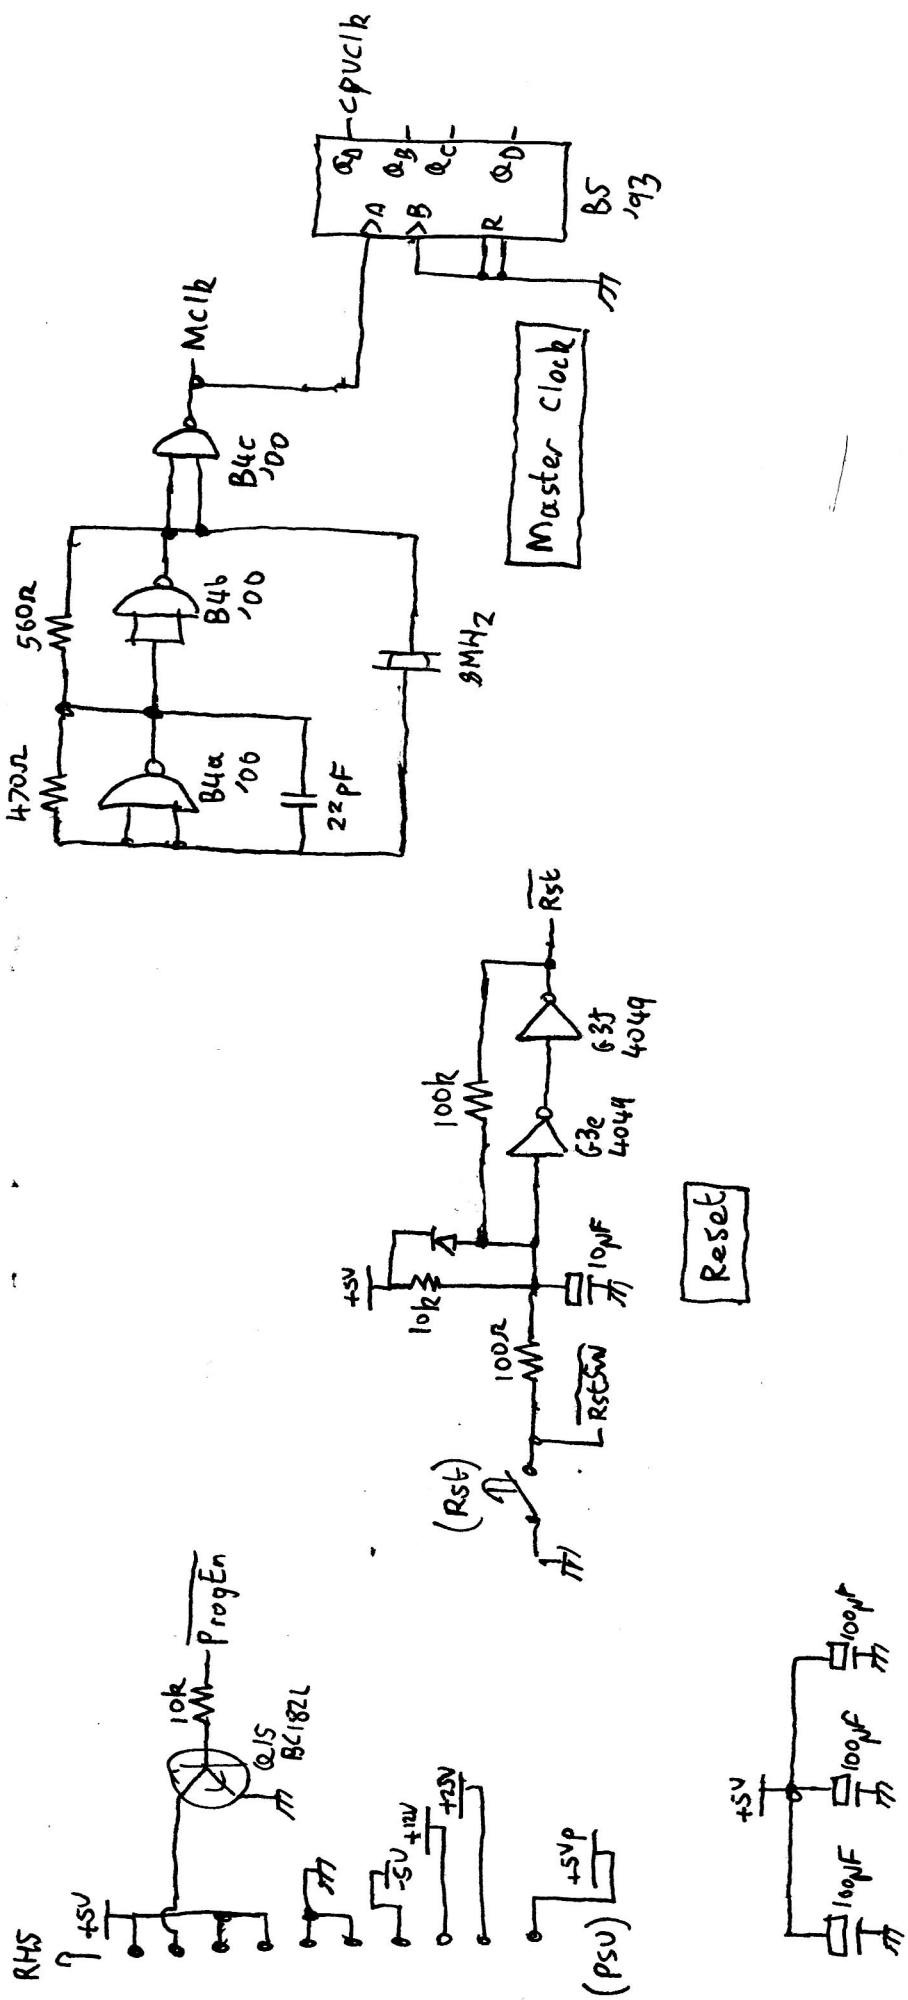 RHS
+5V
10k
ProgEn
Q15
BC182L
-5V
+12V
+25V
+5VP
(PSU)
+5V
100µF
100µF
100µF
(Rst)
RstSW
100Ω
+5V
10k
10µF
100k
G3e
4049
G3f
4049
Rst
Reset
470Ω
560Ω
B4a
'00
22pF
B4b
'00
8MHz
B4c
'00
Mclk
A
B
R
QA
QB
QC
QD
CPUClk
B5
'93
Master Clock